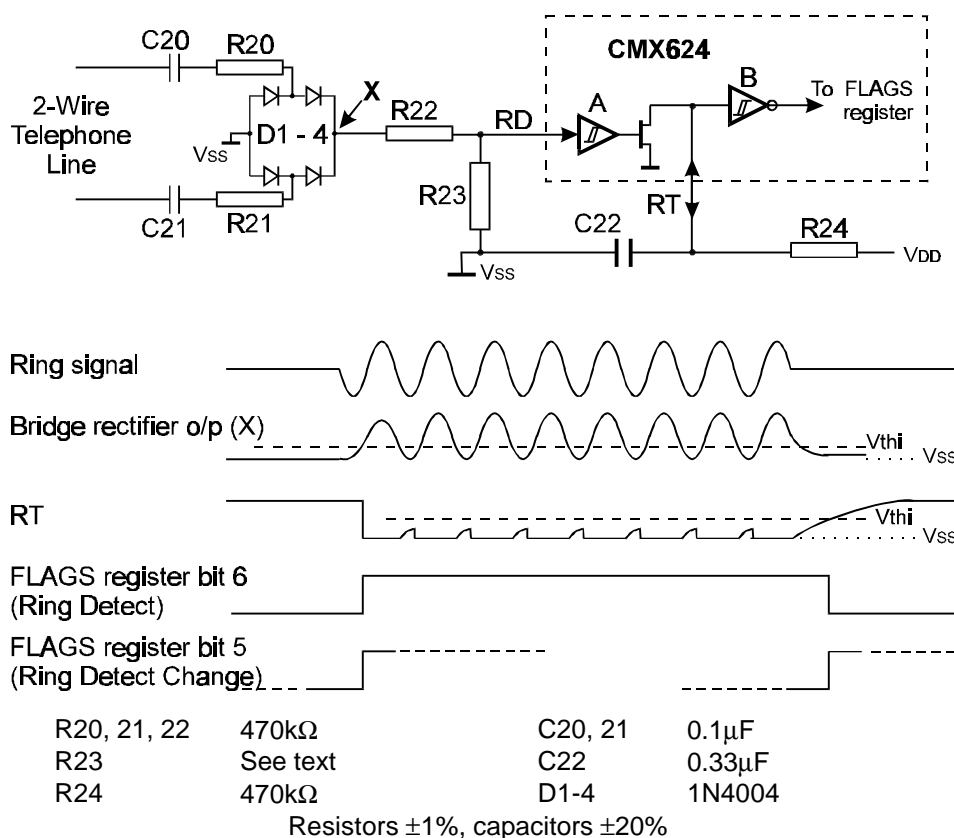 C20
R20
CMX624
X
B
2-Wire
Telephone
Line
D1 - 4
R22
RD
A
To FLAGS
register
Vss
R23
RT
C21
R21
C22
R24
Vss
VDD
Ring signal
Bridge rectifier o/p (X)
Vthi
Vss
RT
Vthi
Vss
FLAGS register bit 6
(Ring Detect)
FLAGS register bit 5
(Ring Detect Change)
R20, 21, 22 470kΩ C20, 21 0.1μF
R23 See text C22 0.33μF
R24 470kΩ D1-4 1N4004
Resistors ±1%, capacitors ±20%